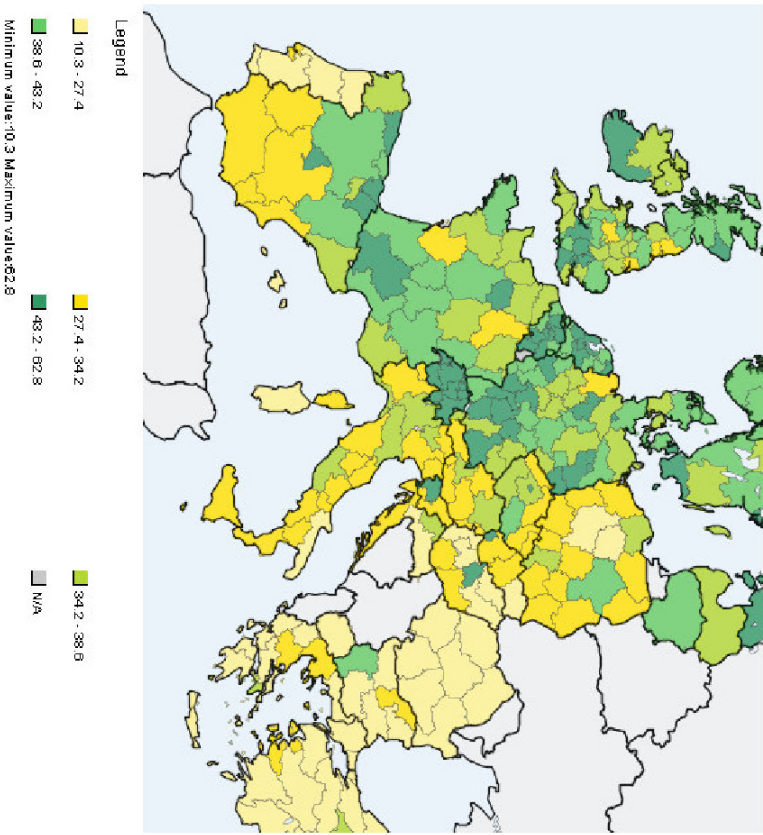 Legend
10.3 - 27.4
27.4 - 34.2
34.2 - 38.6
38.6 - 43.2
43.2 - 62.8
N/A
Minimum value:10.3 Maximum value:62.8